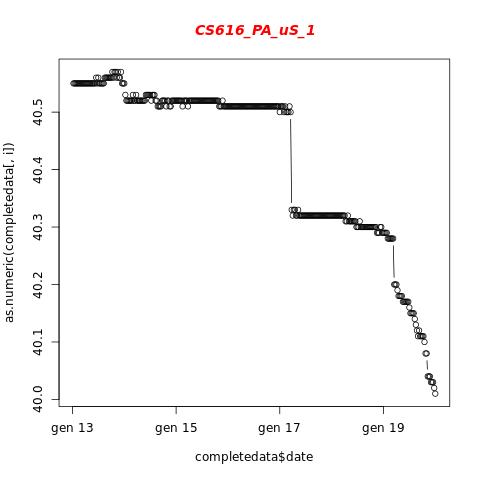 CS616_PA_uS_1
as.numeric(completedata[, i])
40.5
40.4
40.3
40.2
40.1
40.0
gen 13
gen 15
gen 17
gen 19
completedata$date